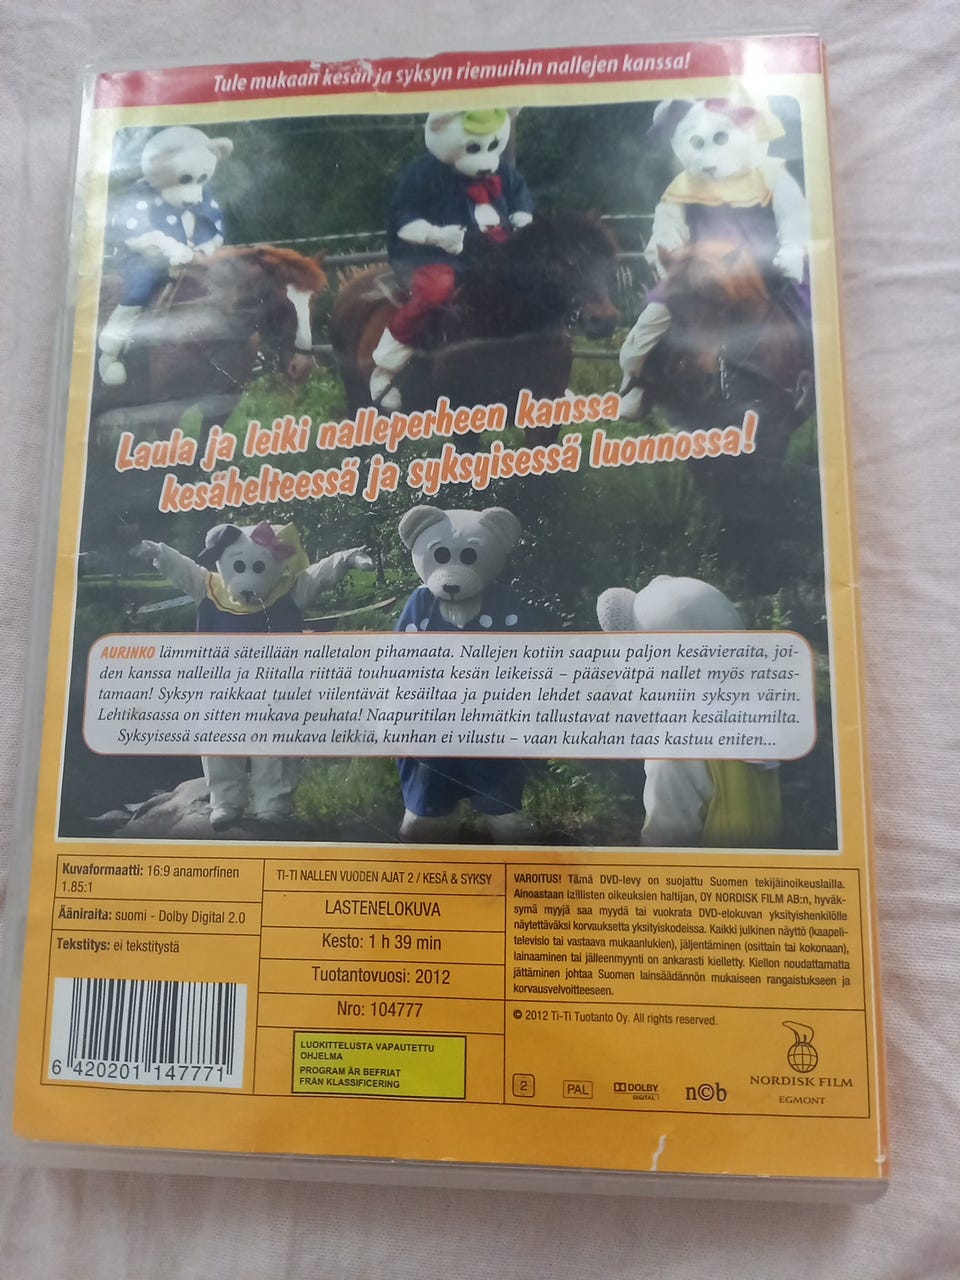 Tule mukaan kesän ja syksyn riemuihin nallejen kanssa!
Laula ja leiki nalleperheen kanssa
kesähelteessä ja syksyisessä luonnossa!
AURINKO lämmittää säteillään nalletalon pihamaata. Nallejen kotiin saapuu paljon kesävieraita, joi-
den kanssa nalleilla ja Riitalla riittää touhuamista kesän leikeissä – pääsevätpä nallet myös ratsas-
tamaan! Syksyn raikkaat tuulet viilentävät kesäiltaa ja puiden lehdet saavat kauniin syksyn värin.
Lehtikasassa on sitten mukava peuhata! Naapuritilan lehmätkin tallustavat navettaan kesälaitumilta.
Syksyisessä sateessa on mukava leikkiä, kunhan ei vilustu – vaan kukahan taas kastuu eniten...
Kuvaformaatti: 16:9 anamorfinen
1.85:1
Ääniraita: suomi - Dolby Digital 2.0
Tekstitys: ei tekstitystä
6 420201 147771
TI-TI NALLEN VUODEN AJAT 2 / KESÄ & SYKSY
LASTENELOKUVA
Kesto: 1 h 39 min
Tuotantovuosi: 2012
Nro: 104777
LUOKITTELUSTA VAPAUTETTU
OHJELMA
PROGRAM ÄR BEFRIAT
FRÅN KLASSIFICERING
VAROITUS! Tämä DVD-levy on suojattu Suomen tekijäinoikeuslailla.
Ainoastaan laillisten oikeuksien haltijan, OY NORDISK FILM AB:n, hyväk-
symä myyjä saa myydä tai vuokrata DVD-elokuvan yksityishenkilölle
näytettäväksi korvauksetta yksityiskodeissa. Kaikki julkinen näyttö (kaapeli-
televisio tai vastaava mukaanlukien), jäljentäminen (osittain tai kokonaan),
lainaaminen tai jälleenmyynti on ankarasti kielletty. Kiellon noudattamatta
jättäminen johtaa Suomen lainsäädännön mukaiseen rangaistukseen ja
korvausvelvoitteeseen.
© 2012 Ti-Ti Tuotanto Oy. All rights reserved.
2
PAL
DOLBY
DIGITAL
n©b
NORDISK FILM
EGMONT